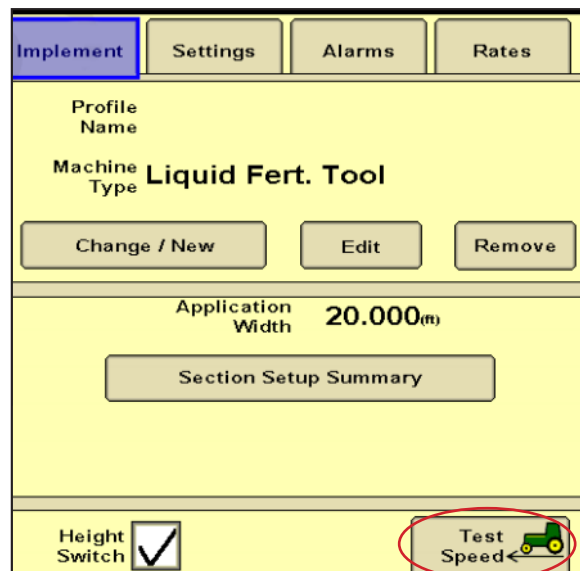 Implement Settings Alarms Rates
Profile
Name
Machine
Type Liquid Fert. Tool
Change / New Edit Remove
Application
Width 20.000(ft)
Section Setup Summary
Height
Switch
Test
Speed